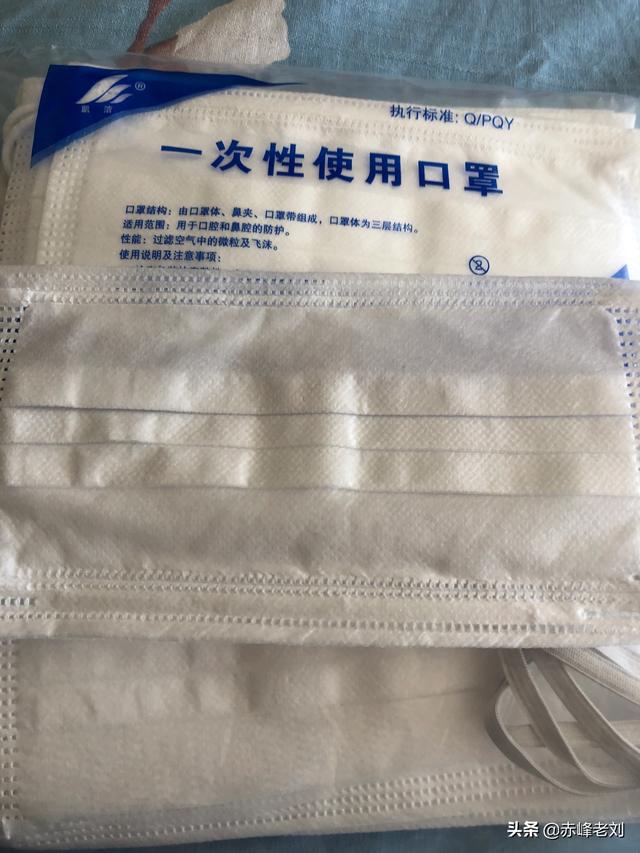 凯洁®
执行标准: Q/PQY
一次性使用口罩
口罩结构：由口罩体、鼻夹、口罩带组成，口罩体为三层结构。
适用范围：用于口腔和鼻腔的防护。
性能：过滤空气中的微粒及飞沫。
使用说明及注意事项：
头条 @赤峰老刘